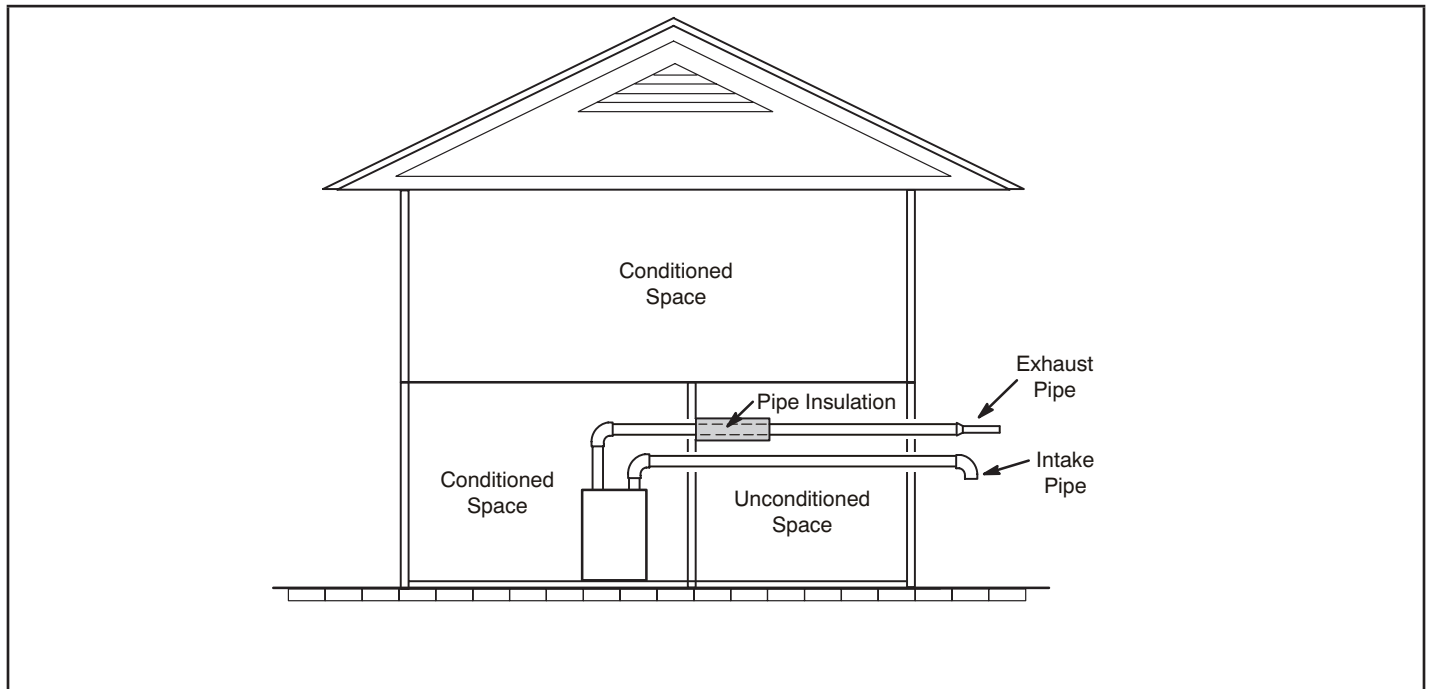 Conditioned
Space
Exhaust
Pipe
Pipe Insulation
Intake
Pipe
Conditioned
Space
Unconditioned
Space